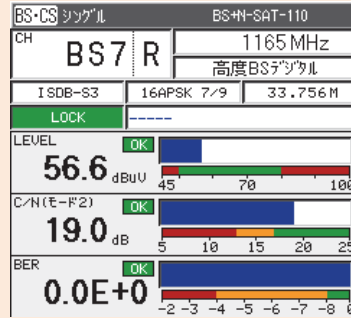 BS・CS ｼﾝｸﾞﾙ BS+N-SAT-110
CH BS7 R 1165MHz
高度BSﾃﾞｼﾞﾀﾙ
ISDB-S3 16APSK 7/9 33.756M
LOCK -----
LEVEL OK
56.6 dBuV
45 70 100
C/N(ﾓｰﾄﾞ2) OK
19.0 dB
5 10 15 20 25
BER OK
0.0E+0
-2 -3 -4 -5 -6 -7 -8 0